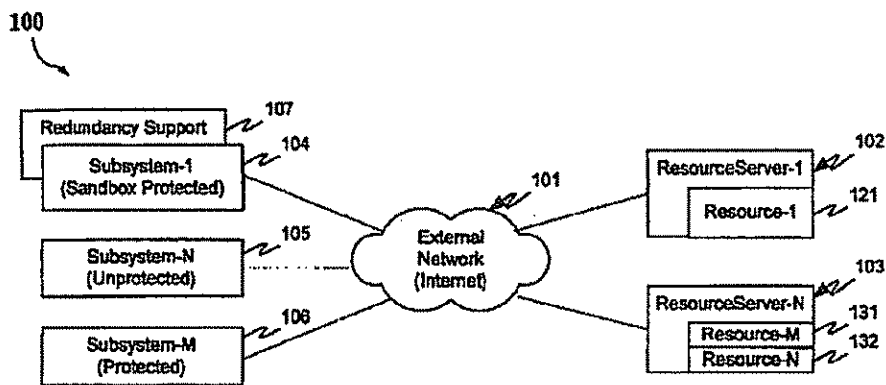 100
Redundancy Support
107
Subsystem-1
(Sandbox Protected)
104
Subsystem-N
(Unprotected)
105
Subsystem-M
(Protected)
106
101
External
Network
(Internet)
ResourceServer-1
102
Resource-1
121
ResourceServer-N
103
Resource-M
131
Resource-N
132